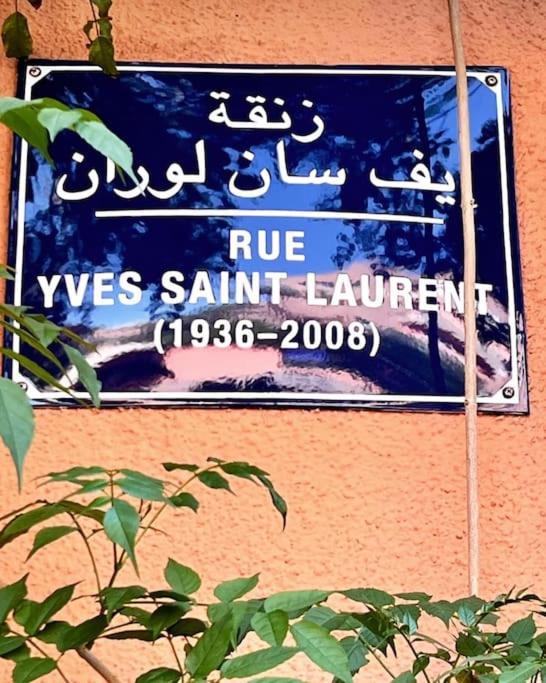 زنقة
يف سان لوران
RUE
YVES SAINT LAURENT
(1936–2008)